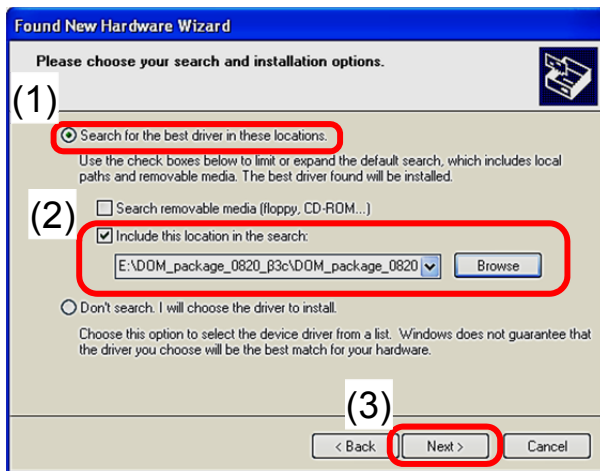 Found New Hardware Wizard
Please choose your search and installation options.
(1)
Search for the best driver in these locations.
Use the check boxes below to limit or expand the default search, which includes local
paths and removable media. The best driver found will be installed.
(2)
Search removable media (floppy, CD-ROM...)
Include this location in the search:
E:\DOM_package_0820_β3c\DOM_package_0820
Browse
Don't search. I will choose the driver to install.
Choose this option to select the device driver from a list. Windows does not guarantee that
the driver you choose will be the best match for your hardware.
(3)
< Back
Next >
Cancel